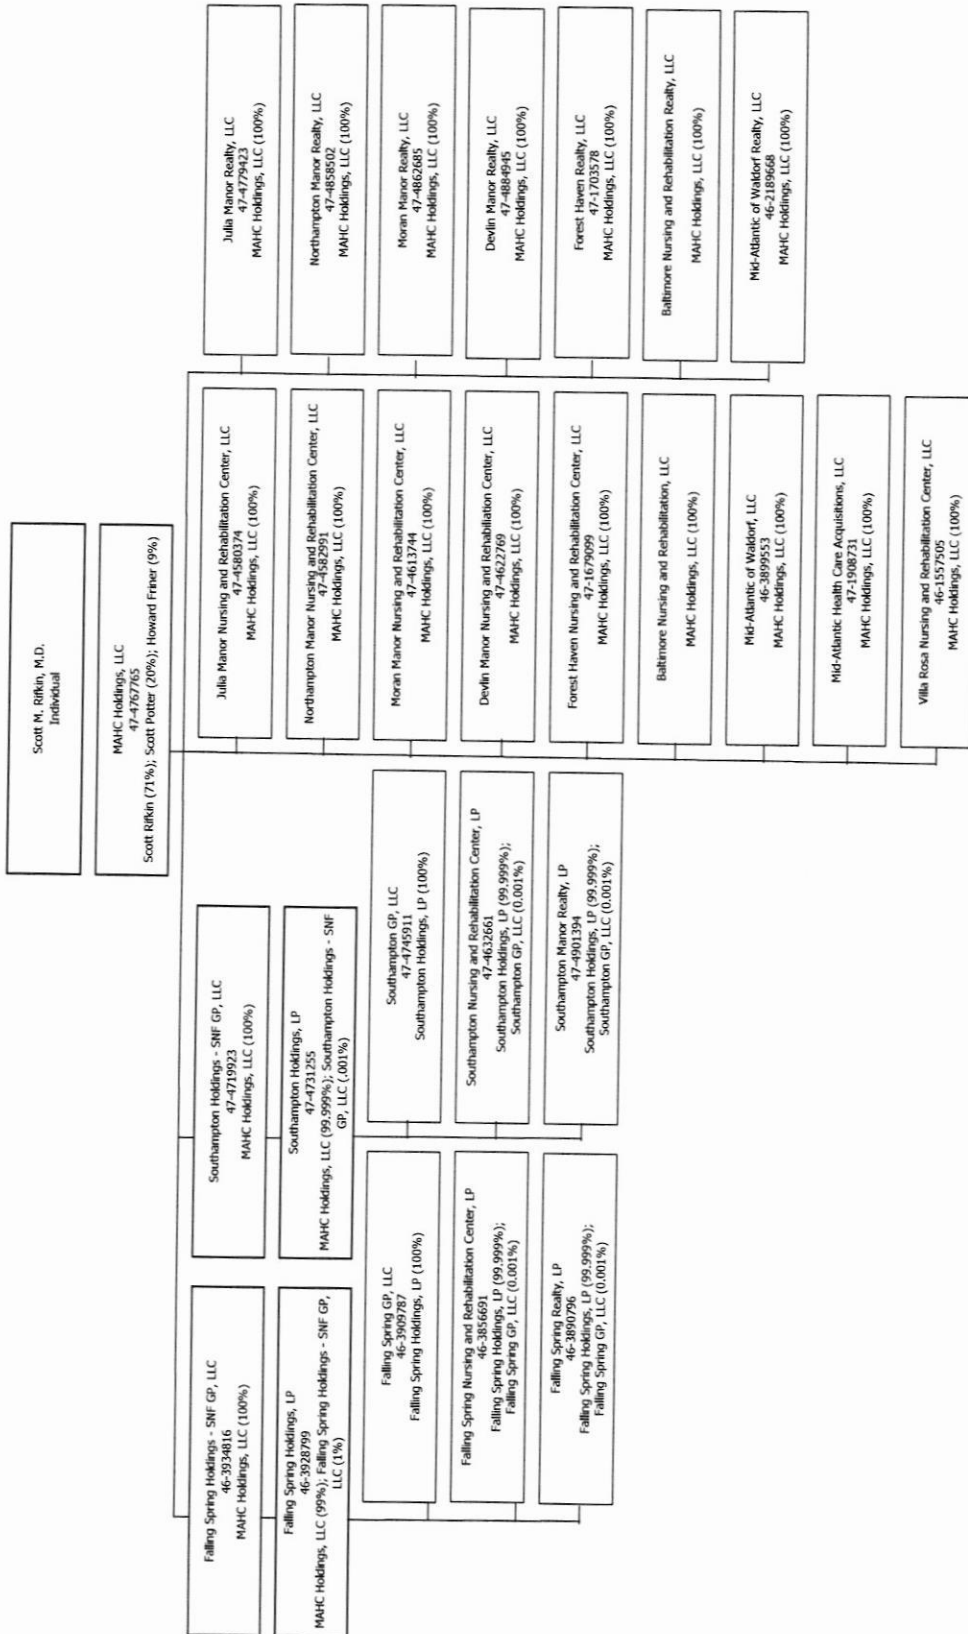 Scott M. Rifkin, M.D.
Individual
MAHC Holdings, LLC
47-4767765
Scott Rifkin (71%); Scott Potter (20%); Howard Friner (9%)
Falling Spring Holdings - SNF GP, LLC
46-3934816
MAHC Holdings, LLC (100%)
Falling Spring Holdings, LP
46-3928799
MAHC Holdings, LLC (99%); Falling Spring Holdings - SNF GP,
LLC (1%)
Falling Spring GP, LLC
46-3909787
Falling Spring Holdings, LP (100%)
Falling Spring Nursing and Rehabilitation Center, LP
46-3856691
Falling Spring Holdings, LP (99.999%);
Falling Spring GP, LLC (0.001%)
Falling Spring Realty, LP
46-3890796
Falling Spring Holdings, LP (99.999%);
Falling Spring GP, LLC (0.001%)
Southampton Holdings - SNF GP, LLC
47-4719923
MAHC Holdings, LLC (100%)
Southampton Holdings, LP
47-4731255
MAHC Holdings, LLC (99.999%); Southampton Holdings - SNF
GP, LLC (.001%)
Southampton GP, LLC
47-4745911
Southampton Holdings, LP (100%)
Southampton Nursing and Rehabilitation Center, LP
47-4632661
Southampton Holdings, LP (99.999%);
Southampton GP, LLC (0.001%)
Southampton Manor Realty, LP
47-4901394
Southampton Holdings, LP (99.999%);
Southampton GP, LLC (0.001%)
Julia Manor Nursing and Rehabilitation Center, LLC
47-4580374
MAHC Holdings, LLC (100%)
Northampton Manor Nursing and Rehabilitation Center, LLC
47-4582991
MAHC Holdings, LLC (100%)
Moran Manor Nursing and Rehabilitation Center, LLC
47-4613744
MAHC Holdings, LLC (100%)
Devlin Manor Nursing and Rehabiliation Center, LLC
47-4622769
MAHC Holdings, LLC (100%)
Forest Haven Nursing and Rehabilitation Center, LLC
47-1679099
MAHC Holdings, LLC (100%)
Baltimore Nursing and Rehabilitation, LLC
MAHC Holdings, LLC (100%)
Mid-Atlantic of Waldorf, LLC
46-3899553
MAHC Holdings, LLC (100%)
Mid-Atlantic Health Care Acquisitions, LLC
47-1908731
MAHC Holdings, LLC (100%)
Villa Rosa Nursing and Rehabilitation Center, LLC
46-1557505
MAHC Holdings, LLC (100%)
Julia Manor Realty, LLC
47-4779423
MAHC Holdings, LLC (100%)
Northampton Manor Realty, LLC
47-4858502
MAHC Holdings, LLC (100%)
Moran Manor Realty, LLC
47-4862685
MAHC Holdings, LLC (100%)
Devlin Manor Realty, LLC
47-4884945
MAHC Holdings, LLC (100%)
Forest Haven Realty, LLC
47-1703578
MAHC Holdings, LLC (100%)
Baltimore Nursing and Rehabilitation Realty, LLC
MAHC Holdings, LLC (100%)
Mid-Atlantic of Waldorf Realty, LLC
46-2189668
MAHC Holdings, LLC (100%)